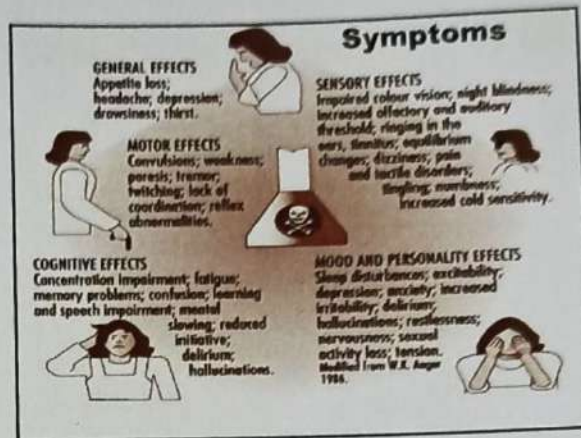 Symptoms
GENERAL EFFECTS
Appetite loss;
headache; depression;
drowsiness; thirst.
SENSORY EFFECTS
Impaired colour vision; night blindness;
increased olfactory and auditory
threshold; ringing in the
ears, tinnitus; equilibrium
changes; dizziness; pain
and tactile disorders;
tingling; numbness;
increased cold sensitivity.
MOTOR EFFECTS
Convulsions; weakness;
paresis; tremor;
twitching; lack of
coordination; reflex
abnormalities.
COGNITIVE EFFECTS
Concentration impairment; fatigue;
memory problems; confusion; learning
and speech impairment; mental
slowing; reduced
initiative;
delirium;
hallucinations.
MOOD AND PERSONALITY EFFECTS
Sleep disturbances; excitability;
depression; anxiety; increased
irritability; delirium;
hallucinations; restlessness;
nervousness; sexual
activity loss; tension.
Modified from W.K. Anger
1986.